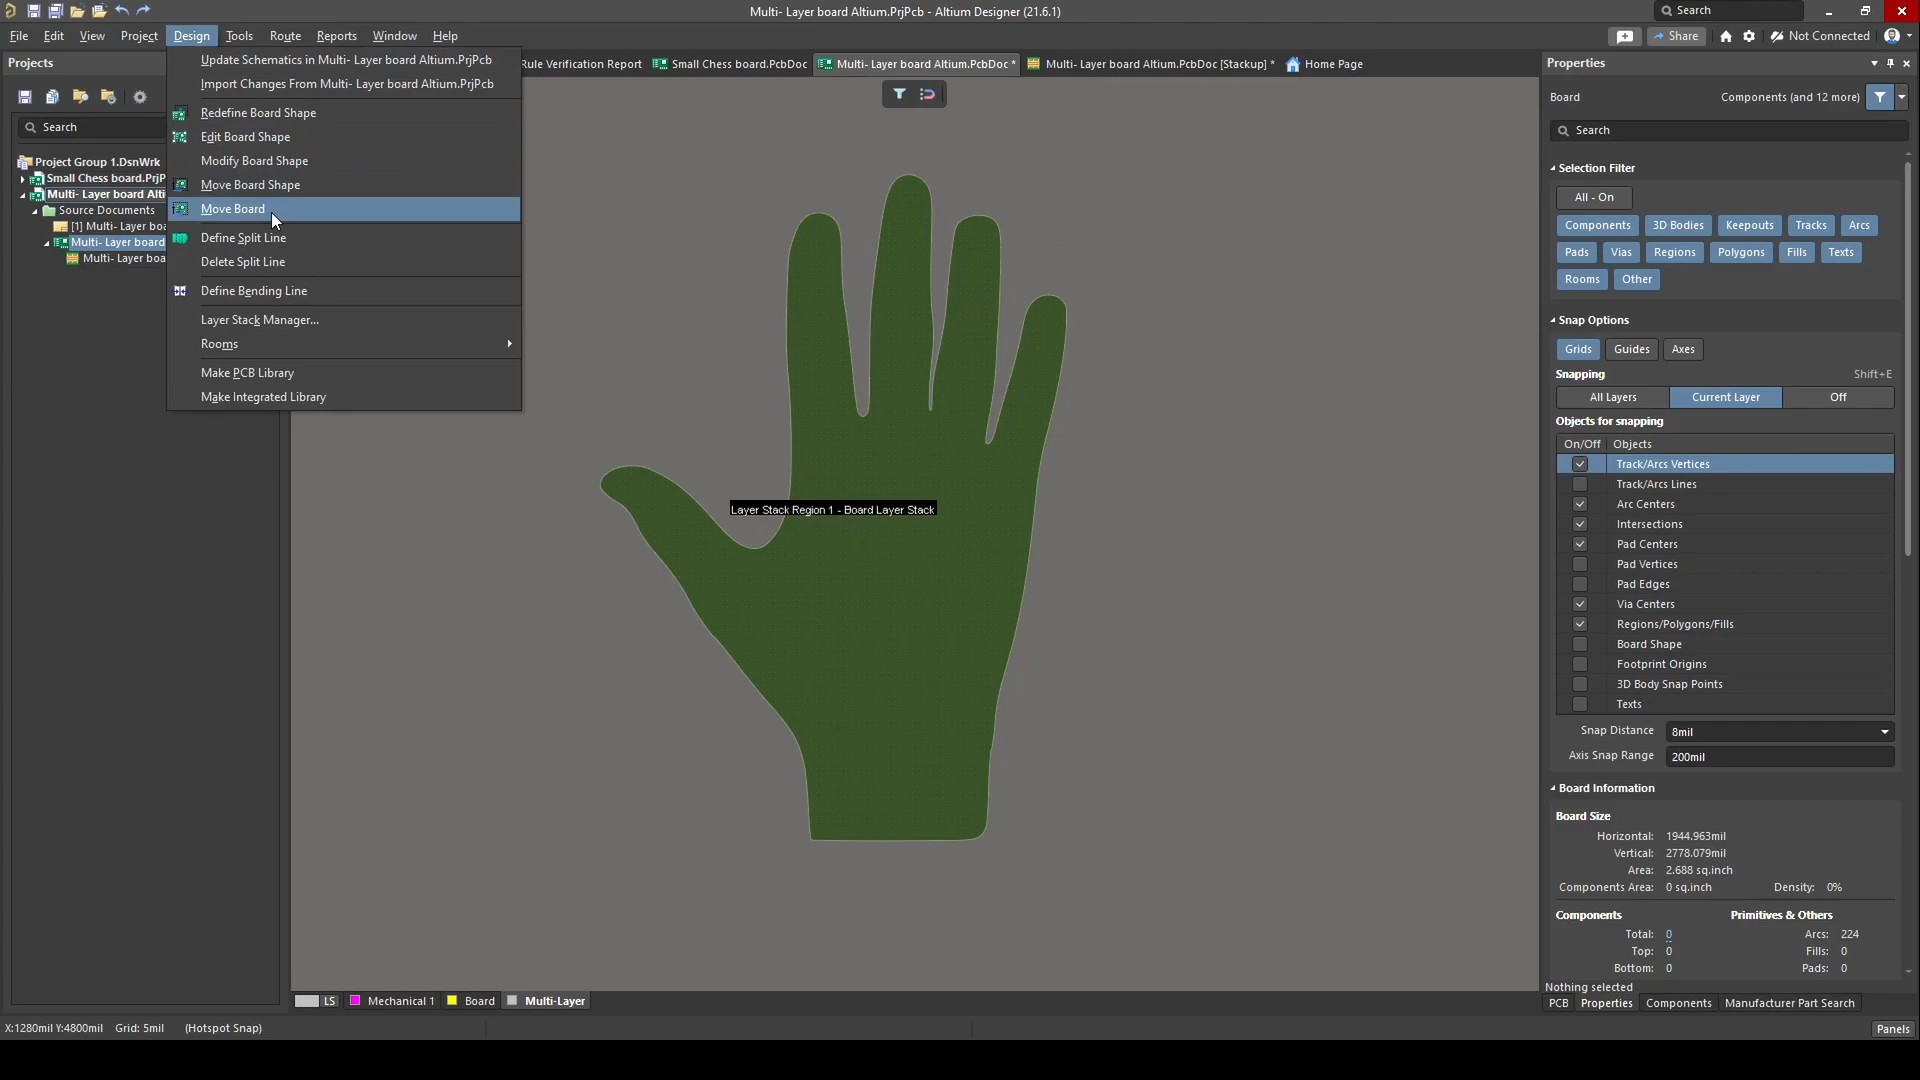 Multi- Layer board Altium.PrjPcb - Altium Designer (21.6.1)
Search
File Edit View Project Design Tools Route Reports Window Help
Share
Not Connected
Projects
Search
Project Group 1.DsnWrk
Small Chess board.PrjP
Multi- Layer board Alti
Source Documents
[1] Multi- Layer boa
Multi- Layer board
Multi- Layer boa
Update Schematics in Multi- Layer board Altium.PrjPcb
Import Changes From Multi- Layer board Altium.PrjPcb
Redefine Board Shape
Edit Board Shape
Modify Board Shape
Move Board Shape
Move Board
Define Split Line
Delete Split Line
Define Bending Line
Layer Stack Manager...
Rooms
Make PCB Library
Make Integrated Library
Rule Verification Report
Small Chess board.PcbDoc
Multi- Layer board Altium.PcbDoc *
Multi- Layer board Altium.PcbDoc [Stackup] *
Home Page
Layer Stack Region 1 - Board Layer Stack
Properties
Board
Components (and 12 more)
Search
Selection Filter
All - On
Components 3D Bodies Keepouts Tracks Arcs
Pads Vias Regions Polygons Fills Texts
Rooms Other
Snap Options
Grids Guides Axes
Snapping Shift+E
All Layers Current Layer Off
Objects for snapping
On/Off Objects
Track/Arcs Vertices
Track/Arcs Lines
Arc Centers
Intersections
Pad Centers
Pad Vertices
Pad Edges
Via Centers
Regions/Polygons/Fills
Board Shape
Footprint Origins
3D Body Snap Points
Texts
Snap Distance 8mil
Axis Snap Range 200mil
Board Information
Board Size
Horizontal: 1944.963mil
Vertical: 2778.079mil
Area: 2.688 sq.inch
Components Area: 0 sq.inch Density: 0%
Components Primitives & Others
Total: 0 Arcs: 224
Top: 0 Fills: 0
Bottom: 0 Pads: 0
Nothing selected
PCB Properties Components Manufacturer Part Search
LS Mechanical 1 Board Multi-Layer
X:1280mil Y:4800mil Grid: 5mil (Hotspot Snap)
Panels